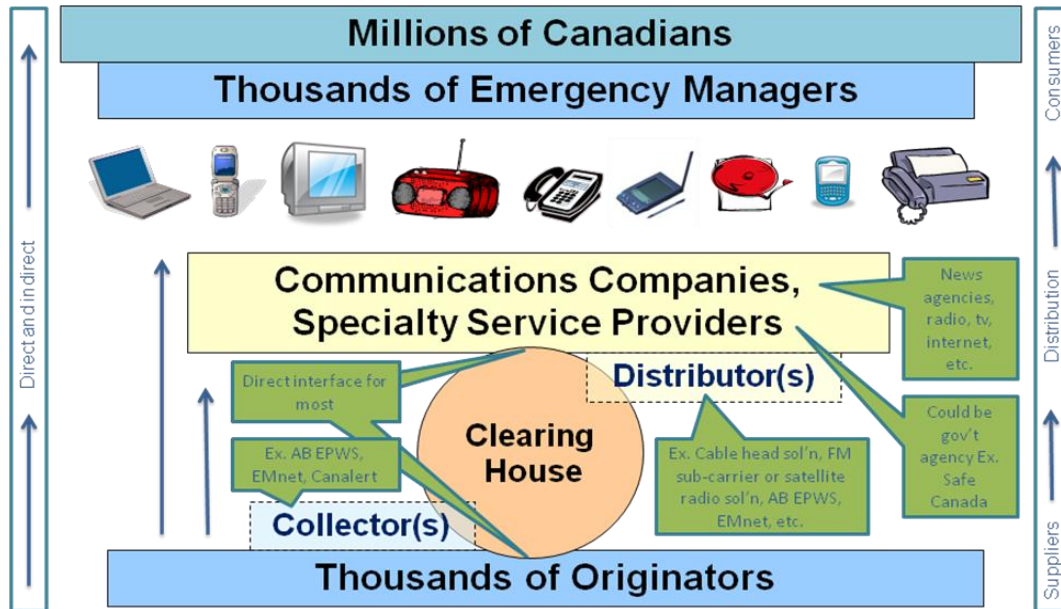 Millions of Canadians
Thousands of Emergency Managers
Communications Companies,
Specialty Service Providers
News
agencies,
radio, tv,
internet,
etc.
Distributor(s)
Direct interface for
most
Clearing
House
Could be
gov't
agency Ex.
Safe
Canada
Ex. AB EPWS,
EMnet, Canalert
Ex. Cable head sol'n, FM
sub-carrier or satellite
radio sol'n, AB EPWS,
EMnet, etc.
Collector(s)
Thousands of Originators
Direct and indirect
Consumers
Distribution
Suppliers